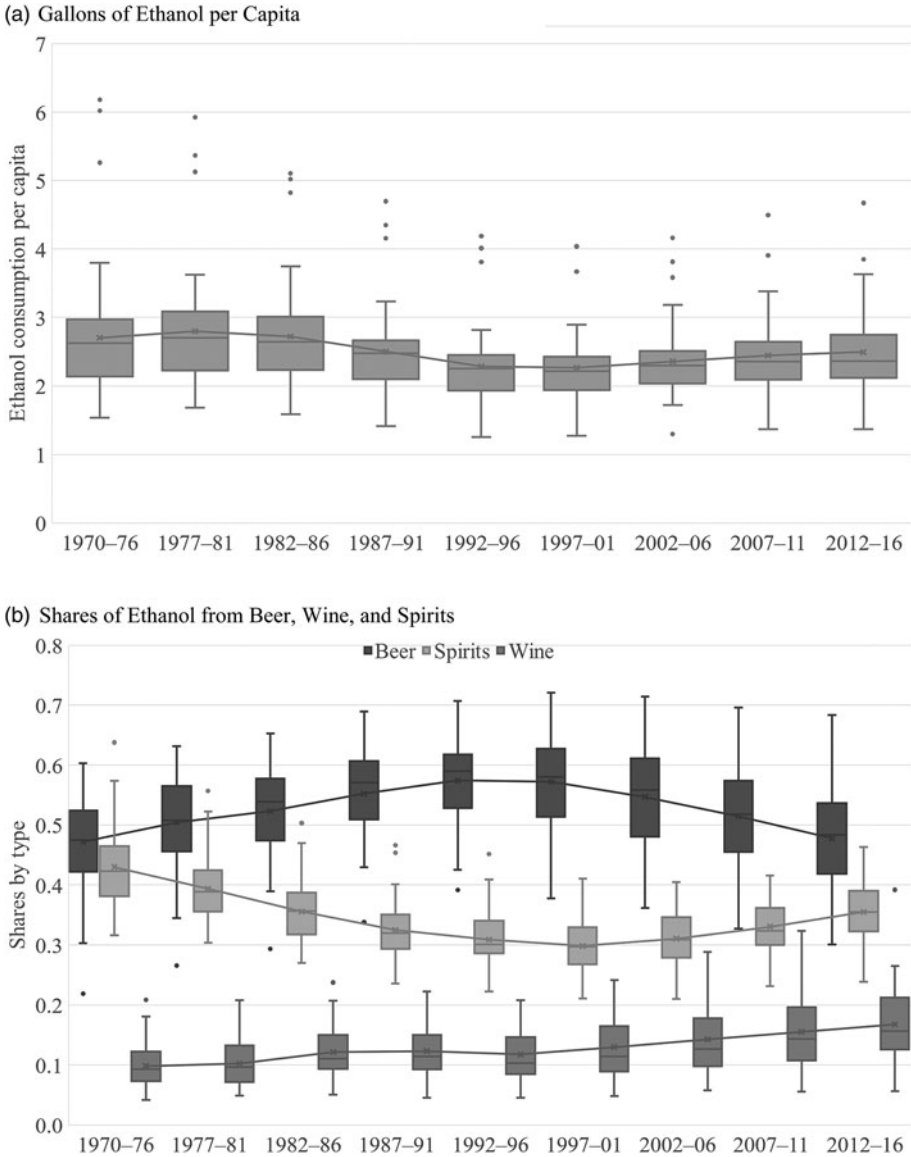 (a) Gallons of Ethanol per Capita
7
6
5
4
3
2
1
0
Ethanol consumption per capita
1970–76 1977–81 1982–86 1987–91 1992–96 1997–01 2002–06 2007–11 2012–16
(b) Shares of Ethanol from Beer, Wine, and Spirits
Beer Spirits Wine
0.8
0.7
0.6
0.5
0.4
0.3
0.2
0.1
0.0
Shares by type
1970–76 1977–81 1982–86 1987–91 1992–96 1997–01 2002–06 2007–11 2012–16